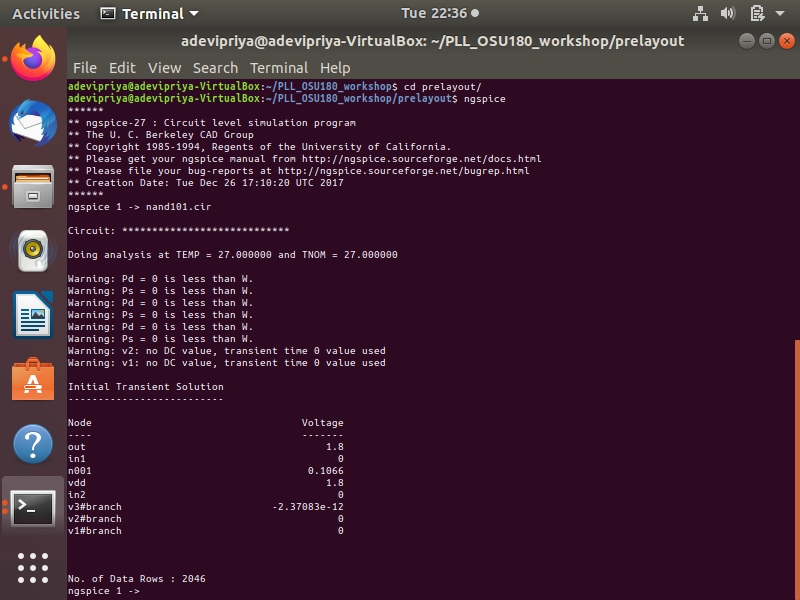 Activities Terminal Tue 22:36
adevipriya@adevipriya-VirtualBox: ~/PLL_OSU180_workshop/prelayout
File Edit View Search Terminal Help
adevipriya@adevipriya-VirtualBox:~/PLL_OSU180_workshop$ cd prelayout/
adevipriya@adevipriya-VirtualBox:~/PLL_OSU180_workshop/prelayout$ ngspice
******
** ngspice-27 : Circuit level simulation program
** The U. C. Berkeley CAD Group
** Copyright 1985-1994, Regents of the University of California.
** Please get your ngspice manual from http://ngspice.sourceforge.net/docs.html
** Please file your bug-reports at http://ngspice.sourceforge.net/bugrep.html
** Creation Date: Tue Dec 26 17:10:20 UTC 2017
******
ngspice 1 -> nand101.cir
Circuit: ****************************
Doing analysis at TEMP = 27.000000 and TNOM = 27.000000
Warning: Pd = 0 is less than W.
Warning: Ps = 0 is less than W.
Warning: Pd = 0 is less than W.
Warning: Ps = 0 is less than W.
Warning: Pd = 0 is less than W.
Warning: Ps = 0 is less than W.
Warning: v2: no DC value, transient time 0 value used
Warning: v1: no DC value, transient time 0 value used
Initial Transient Solution
--------------------------
Node Voltage
---- -------
out 1.8
in1 0
n001 0.1066
vdd 1.8
in2 0
v3#branch -2.37083e-12
v2#branch 0
v1#branch 0
No. of Data Rows : 2046
ngspice 1 ->